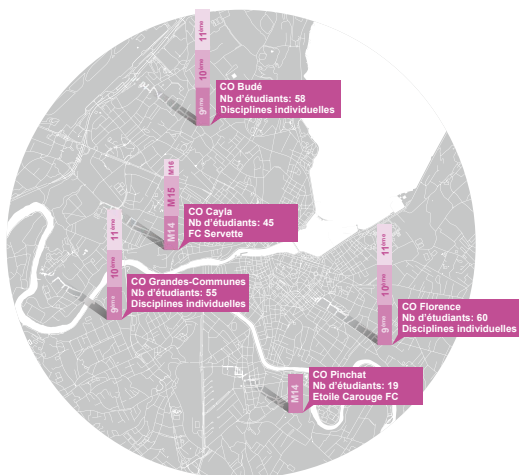 11ème
10ème
9ème
CO Budé
Nb d'étudiants: 58
Disciplines individuelles
M16
M15
M14
CO Cayla
Nb d'étudiants: 45
FC Servette
11ème
10ème
9ème
CO Grandes-Communes
Nb d'étudiants: 55
Disciplines individuelles
11ème
10ème
9ème
CO Florence
Nb d'étudiants: 60
Disciplines individuelles
M14
CO Pinchat
Nb d'étudiants: 19
Etoile Carouge FC